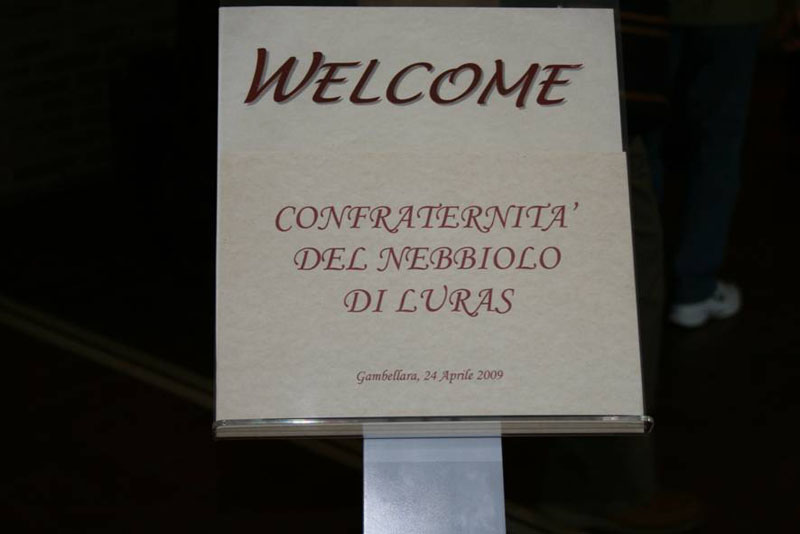 WELCOME
CONFRATERNITA'
DEL NEBBIOLO
DI LURAS
Gambellara, 24 Aprile 2009